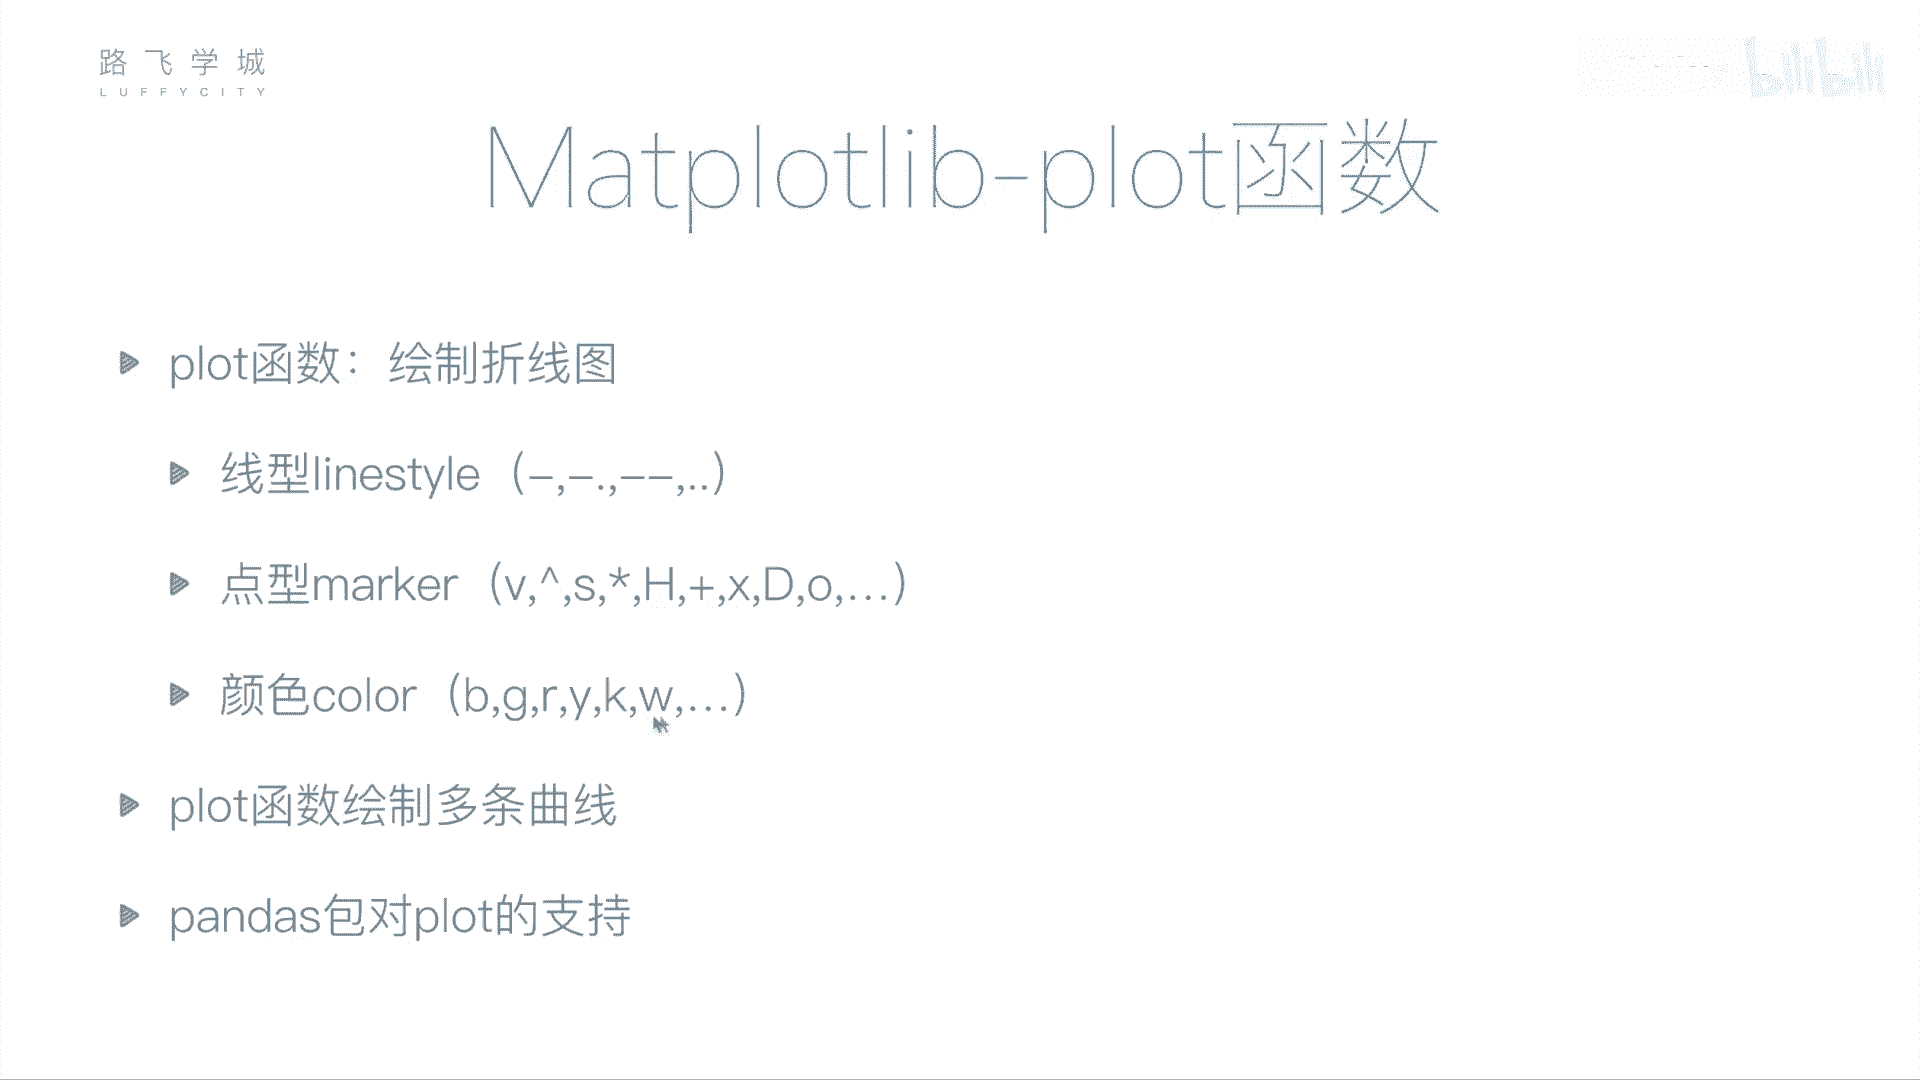 路飞学城
LUFFYCITY
bilibili
Matplotlib-plot函数
plot函数：绘制折线图
线型linestyle（-,-.,--,..）
点型marker（v,^,s,*,H,+,x,D,o,…）
颜色color（b,g,r,y,k,w,…）
plot函数绘制多条曲线
pandas包对plot的支持